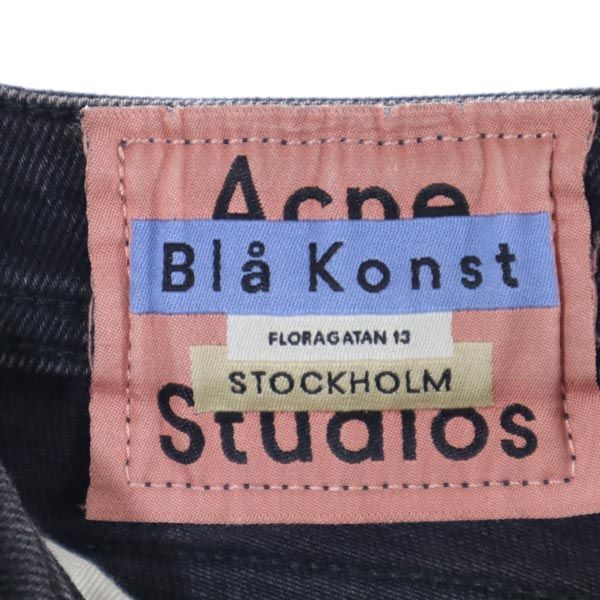 Acne
Blå Konst
FLORAGATAN 13
STOCKHOLM
Studios